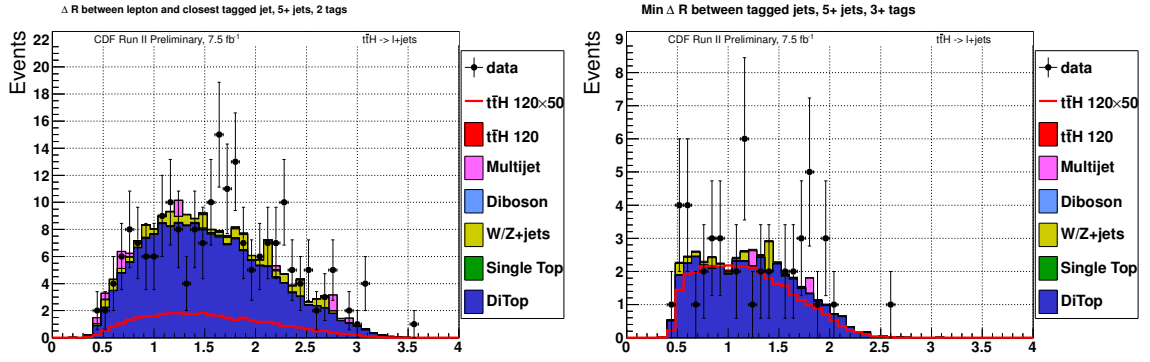 Δ R between lepton and closest tagged jet, 5+ jets, 2 tags
CDF Run II Preliminary, 7.5 fb⁻¹
tt̄H -> l+jets
Events
22
20
18
16
14
12
10
8
6
4
2
0
0 0.5 1 1.5 2 2.5 3 3.5 4
data
tt̄H 120×50
tt̄H 120
Multijet
Diboson
W/Z+jets
Single Top
DiTop
Min Δ R between tagged jets, 5+ jets, 3+ tags
CDF Run II Preliminary, 7.5 fb⁻¹
tt̄H -> l+jets
Events
9
8
7
6
5
4
3
2
1
0
0 0.5 1 1.5 2 2.5 3 3.5 4
data
tt̄H 120×50
tt̄H 120
Multijet
Diboson
W/Z+jets
Single Top
DiTop